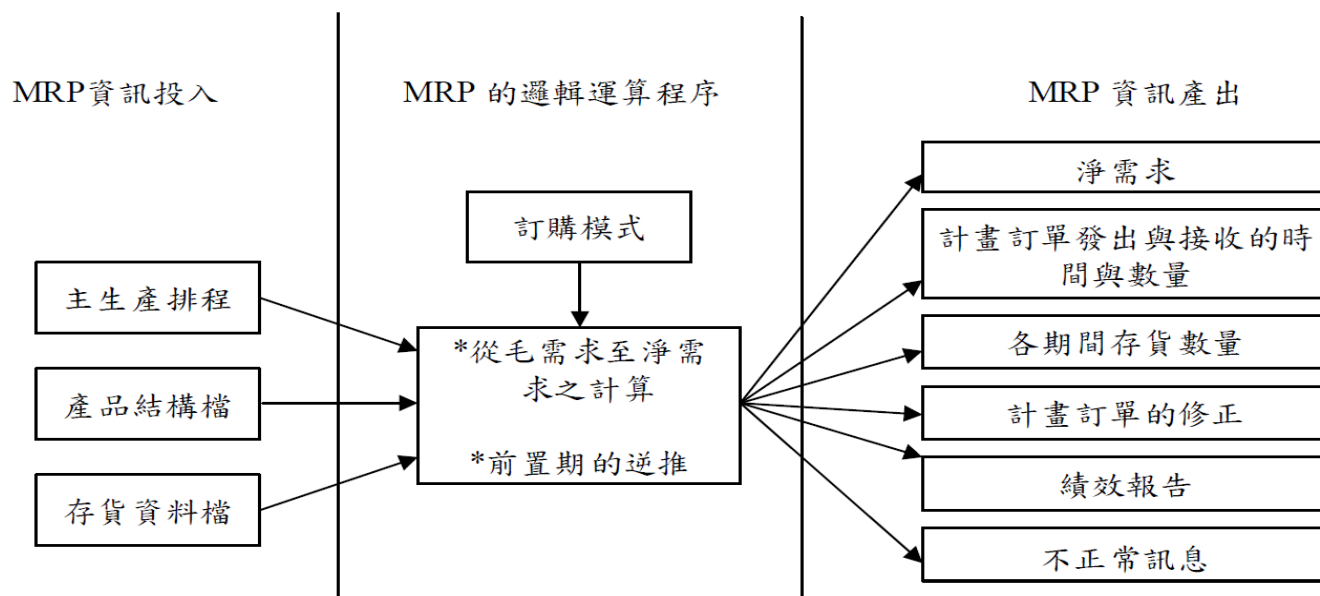 MRP資訊投入
主生產排程
產品結構檔
存貨資料檔
MRP 的邏輯運算程序
訂購模式
*從毛需求至淨需
求之計算
*前置期的逆推
MRP 資訊產出
淨需求
計畫訂單發出與接收的時
間與數量
各期間存貨數量
計畫訂單的修正
績效報告
不正常訊息